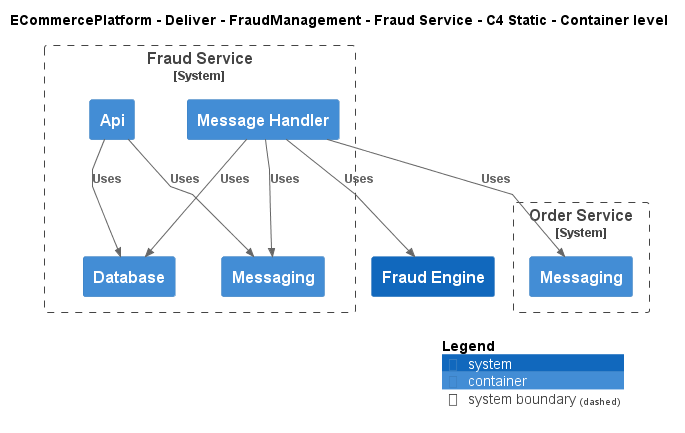 ECommercePlatform - Deliver - FraudManagement - Fraud Service - C4 Static - Container level
Fraud Service
[System]
Api
Message Handler
Uses
Uses
Uses
Uses
Uses
Uses
Order Service
[System]
Database
Messaging
Fraud Engine
Messaging
Legend
system
container
system boundary (dashed)